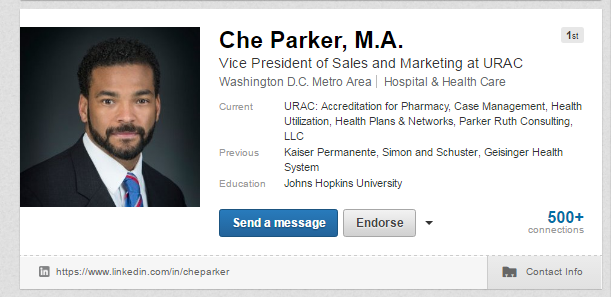 Che Parker, M.A.
1st
Vice President of Sales and Marketing at URAC
Washington D.C. Metro Area | Hospital & Health Care
Current URAC: Accreditation for Pharmacy, Case Management, Health
Utilization, Health Plans & Networks, Parker Ruth Consulting,
LLC
Previous Kaiser Permanente, Simon and Schuster, Geisinger Health
System
Education Johns Hopkins University
Send a message Endorse
500+
connections
in https://www.linkedin.com/in/cheparker
Contact Info